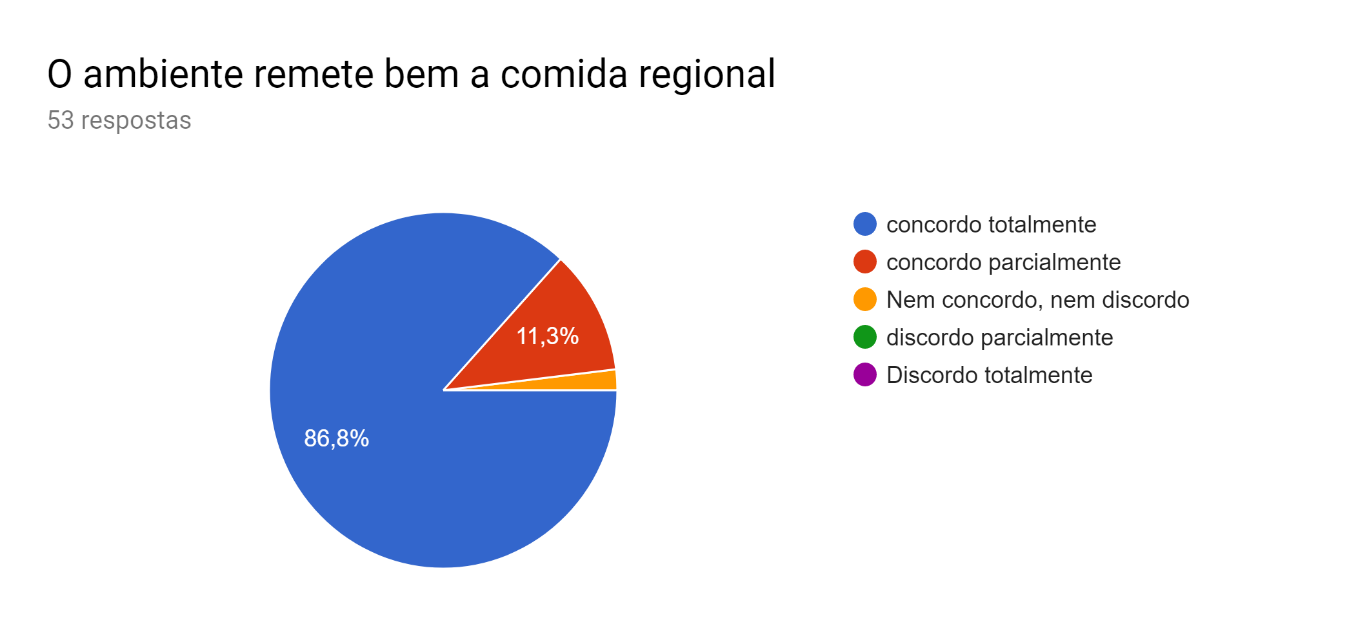 O ambiente remete bem a comida regional
53 respostas
concordo totalmente
concordo parcialmente
Nem concordo, nem discordo
discordo parcialmente
Discordo totalmente
11,3%
86,8%